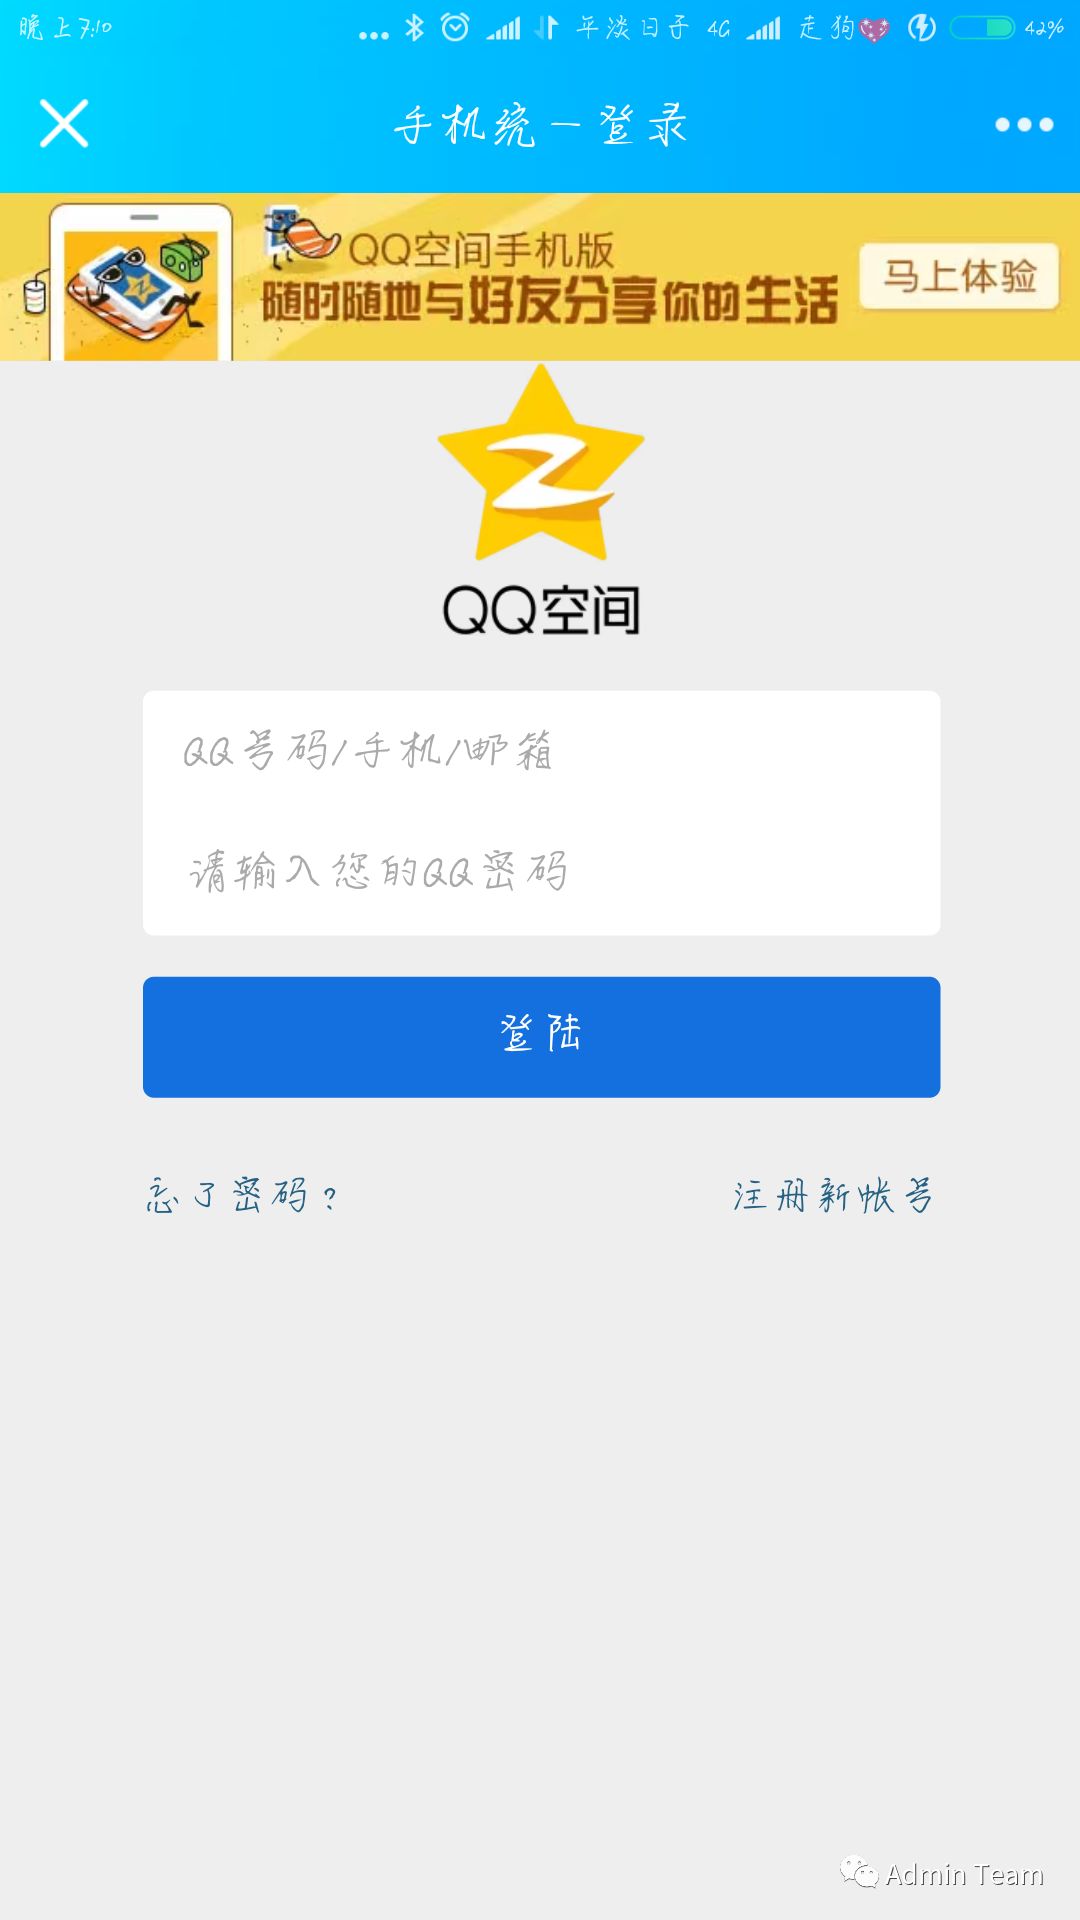 晚上7:10
平淡日子 4G 走狗 42%
手机统一登录
QQ空间手机版
随时随地与好友分享你的生活
马上体验
QQ空间
QQ号码/手机/邮箱
请输入您的QQ密码
登陆
忘了密码？ 注册新帐号
Admin Team